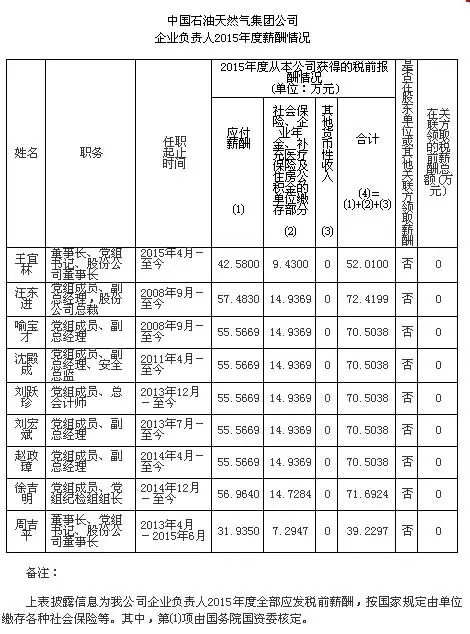 中国石油天然气集团公司
企业负责人2015年度薪酬情况
姓名
职务
任职
起止
时间
2015年度从本公司获得的税前报
酬情况
(单位：万元)
是否在股东单位或其他关联方领取薪酬
在关联方领取的税前薪酬总额(万元)
应付
薪酬
(1)
社会保
险、企业
年金、补
充医疗
保险及
住房公
积金的
单位缴
存部分
(2)
其他货币性收入
(3)
合计
(4)=
(1)+(2)+(3)
王宜
林
董事长、党组
书记、股份公
司董事长
2015年4月－
至今
42.5800
9.4300
0
52.0100
否
0
汪东
进
党组成员、副
总经理，股份
公司总裁
2008年9月－
至今
57.4830
14.9369
0
72.4199
否
0
喻宝
才
党组成员、副
总经理
2008年9月－
至今
55.5669
14.9369
0
70.5038
否
0
沈殿
成
党组成员、副
总经理、安全
总监
2011年4月－
至今
55.5669
14.9369
0
70.5038
否
0
刘跃
珍
党组成员、总
会计师
2013年12月
－至今
55.5669
14.9369
0
70.5038
否
0
刘宏
斌
党组成员、副
总经理
2013年7月－
至今
55.5669
14.9369
0
70.5038
否
0
赵政
璋
党组成员、副
总经理
2014年4月－
至今
55.5669
14.9369
0
70.5038
否
0
徐吉
明
党组成员、党
组纪检组组长
2014年12月
－至今
56.9640
14.7284
0
71.6924
否
0
周吉
平
董事长、党组
书记、股份公
司董事长
2013年4月
－2015年6月
31.9350
7.2947
0
39.2297
否
0
备注：
上表披露信息为我公司企业负责人2015年度全部应发税前薪酬，按国家规定由单位
缴存各种社会保险等。其中，第(1)项由国务院国资委核定。